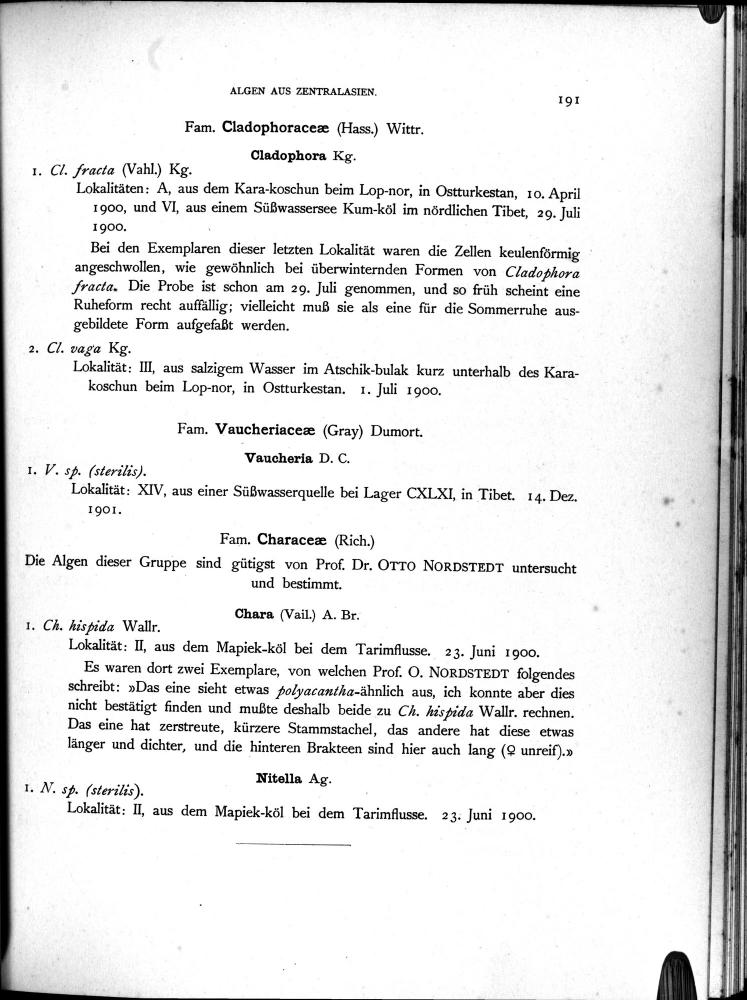 ALGEN AUS ZENTRALASIEN.
191
Fam. Cladophoraceæ (Hass.) Wittr.
Cladophora Kg.
1. Cl. fracta (Vahl.) Kg.
Lokalitäten: A, aus dem Kara-koschun beim Lop-nor, in Ostturkestan, 10. April
1900, und VI, aus einem Süßwassersee Kum-köl im nördlichen Tibet, 29. Juli
1900.
Bei den Exemplaren dieser letzten Lokalität waren die Zellen keulenförmig
angeschwollen, wie gewöhnlich bei überwinternden Formen von Cladophora
fracta. Die Probe ist schon am 29. Juli genommen, und so früh scheint eine
Ruheform recht auffällig; vielleicht muß sie als eine für die Sommerruhe aus-
gebildete Form aufgefaßt werden.
2. Cl. vaga Kg.
Lokalität: III, aus salzigem Wasser im Atschik-bulak kurz unterhalb des Kara-
koschun beim Lop-nor, in Ostturkestan. 1. Juli 1900.
Fam. Vaucheriaceæ (Gray) Dumort.
Vaucheria D. C.
1. V. sp. (sterilis).
Lokalität: XIV, aus einer Süßwasserquelle bei Lager CXLXI, in Tibet. 14. Dez.
1901.
Fam. Characeæ (Rich.)
Die Algen dieser Gruppe sind gütigst von Prof. Dr. OTTO NORDSTEDT untersucht
und bestimmt.
Chara (Vail.) A. Br.
1. Ch. hispida Wallr.
Lokalität: II, aus dem Mapiek-köl bei dem Tarimflusse. 23. Juni 1900.
Es waren dort zwei Exemplare, von welchen Prof. O. NORDSTEDT folgendes
schreibt: »Das eine sieht etwas polyacantha-ähnlich aus, ich konnte aber dies
nicht bestätigt finden und mußte deshalb beide zu Ch. hispida Wallr. rechnen.
Das eine hat zerstreute, kürzere Stammstachel, das andere hat diese etwas
länger und dichter, und die hinteren Brakteen sind hier auch lang (♀ unreif).»
Nitella Ag.
1. N. sp. (sterilis).
Lokalität: II, aus dem Mapiek-köl bei dem Tarimflusse. 23. Juni 1900.